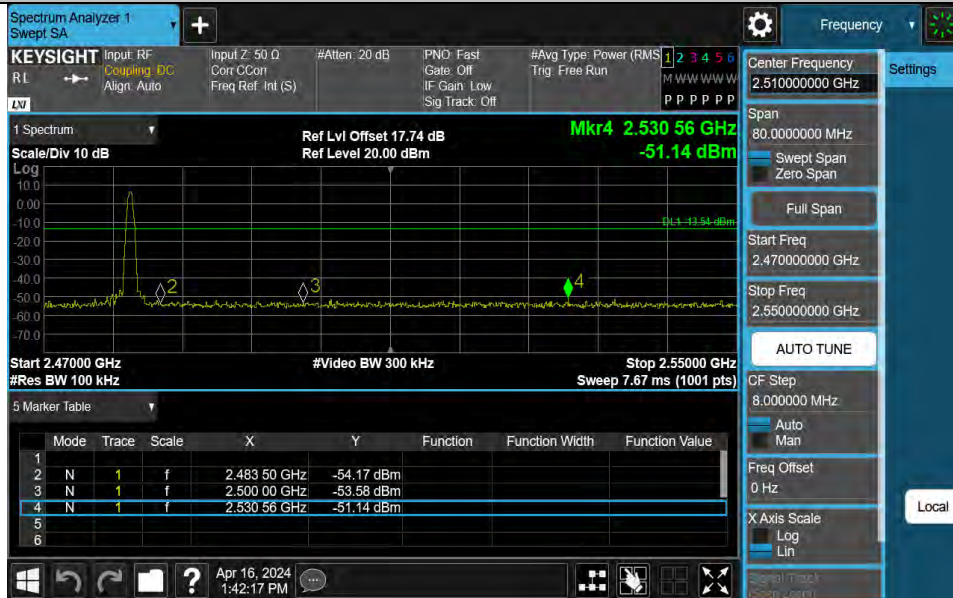 Spectrum Analyzer 1
Swept SA
+
Frequency
KEYSIGHT
RL
LXI
Input: RF
Coupling: DC
Align: Auto
Input Z: 50 Ω
Corr CCorr
Freq Ref: Int (S)
#Atten: 20 dB
PNO: Fast
Gate: Off
IF Gain: Low
Sig Track: Off
#Avg Type: Power (RMS
Trig: Free Run
1 2 3 4 5 6
M W W W W W
P P P P P P
1 Spectrum
Scale/Div 10 dB
Ref Lvl Offset 17.74 dB
Ref Level 20.00 dBm
Mkr4 2.530 56 GHz
-51.14 dBm
Log
10.0
0.00
-10.0
-20.0
-30.0
-40.0
-50.0
-60.0
-70.0
DL1 -13.54 dBm
2
3
4
Start 2.47000 GHz
#Video BW 300 kHz
Stop 2.55000 GHz
#Res BW 100 kHz
Sweep 7.67 ms (1001 pts)
5 Marker Table
Mode Trace Scale X Y Function Function Width Function Value
1
2 N 1 f 2.483 50 GHz -54.17 dBm
3 N 1 f 2.500 00 GHz -53.58 dBm
4 N 1 f 2.530 56 GHz -51.14 dBm
5
6
?
Apr 16, 2024
1:42:17 PM
Center Frequency
2.510000000 GHz
Span
80.0000000 MHz
Swept Span
Zero Span
Full Span
Start Freq
2.470000000 GHz
Stop Freq
2.550000000 GHz
AUTO TUNE
CF Step
8.000000 MHz
Auto
Man
Freq Offset
0 Hz
X Axis Scale
Log
Lin
Signal Track
(Span Zoom)
Settings
Local